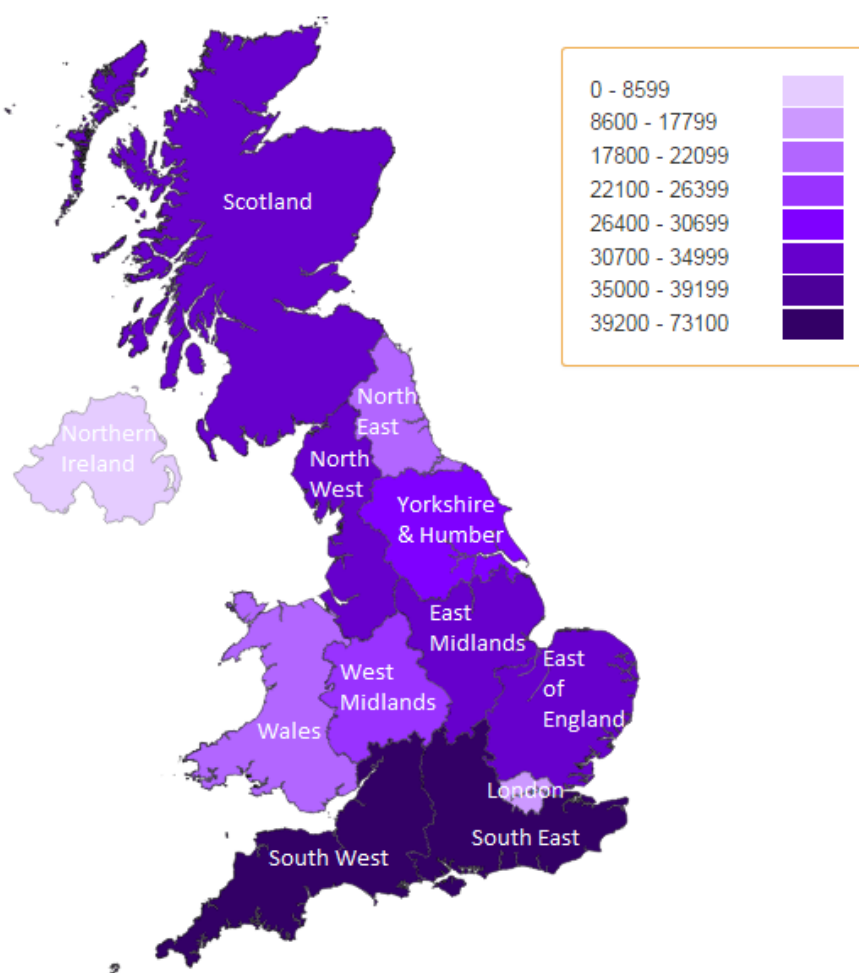 0 - 8599
8600 - 17799
17800 - 22099
22100 - 26399
26400 - 30699
30700 - 34999
35000 - 39199
39200 - 73100
Scotland
North
East
Northern
Ireland
North
West
Yorkshire
& Humber
East
Midlands
West
Midlands
East
of
England
Wales
London
South East
South West